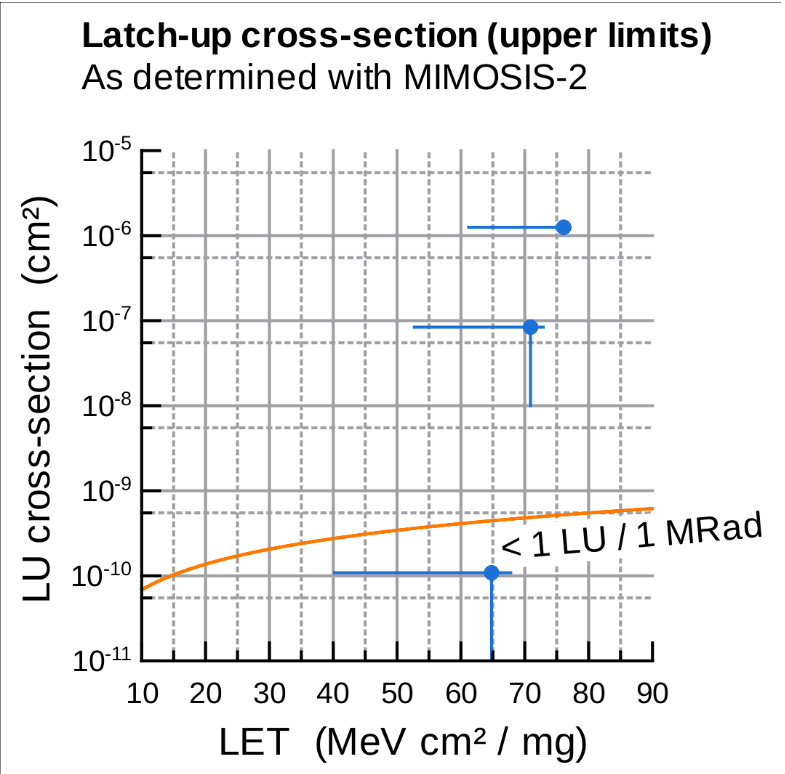 Latch-up cross-section (upper limits)
As determined with MIMOSIS-2
LU cross-section (cm²)
10⁻⁵
10⁻⁶
10⁻⁷
10⁻⁸
10⁻⁹
10⁻¹⁰
10⁻¹¹
< 1 LU / 1 MRad
10 20 30 40 50 60 70 80 90
LET (MeV cm² / mg)